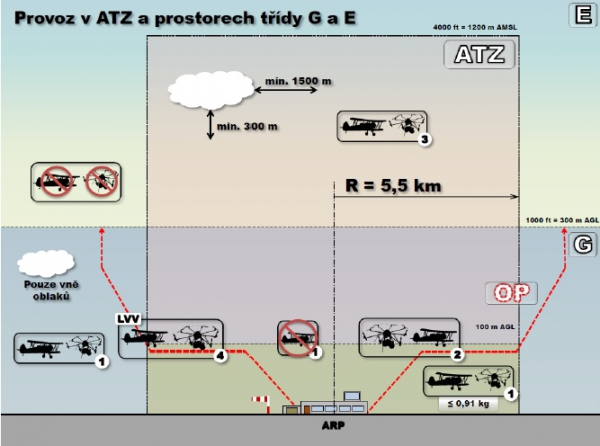 Provoz v ATZ a prostorech třídy G a E
E
4000 ft = 1200 m AMSL
ATZ
min. 1500 m
min. 300 m
3
R = 5,5 km
1000 ft = 300 m AGL
G
Pouze vně
oblaků
OP
LVV
100 m AGL
1
4
1
2
1
≤ 0,91 kg
ARP